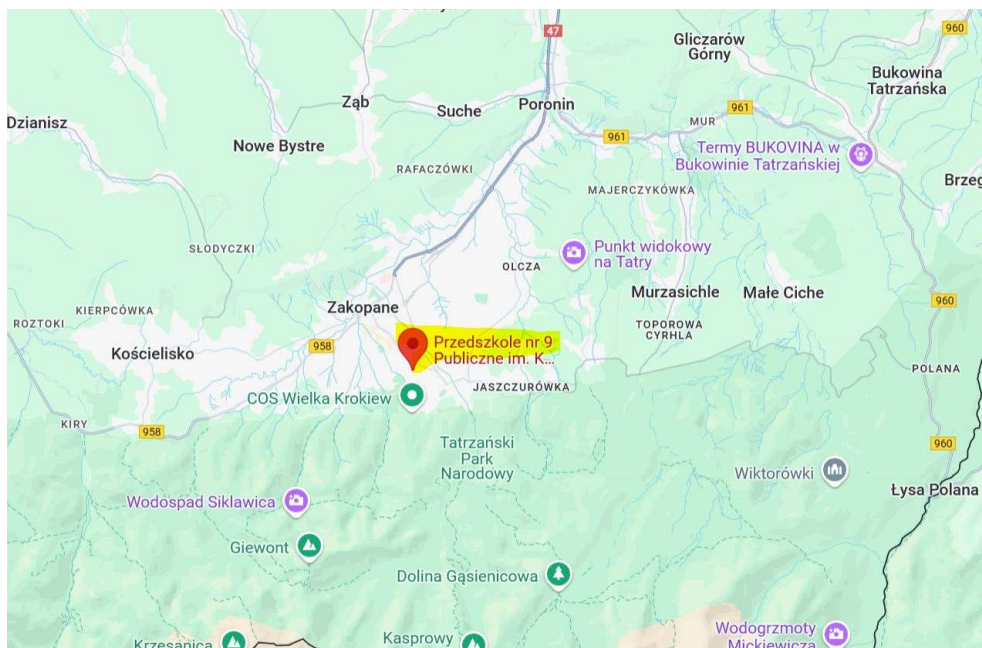 47
960
Gliczarów
Górny
Bukowina
Tatrzańska
Ząb
Suche
Poronin
961
Dzianisz
MUR
961
Nowe Bystre
Termy BUKOVINA w
Bukowinie Tatrzańskiej
RAFACZÓWKI
Brzeg
MAJERCZYKÓWKA
SŁODYCZKI
Punkt widokowy
na Tatry
OLCZA
Murzasichle
Małe Ciche
960
KIERPCÓWKA
Zakopane
ROZTOKI
TOPOROWA
CYRHLA
958
Kościelisko
Przedszkole nr 9
Publiczne im. K...
POLANA
JASZCZURÓWKA
COS Wielka Krokiew
KIRY
958
Tatrzański
Park
Narodowy
960
Wiktorówki
Łysa Polana
Wodospad Siklawica
Giewont
Dolina Gąsienicowa
Wodogrzmoty
Mickiewicza
Krzesanica
Kasprowy